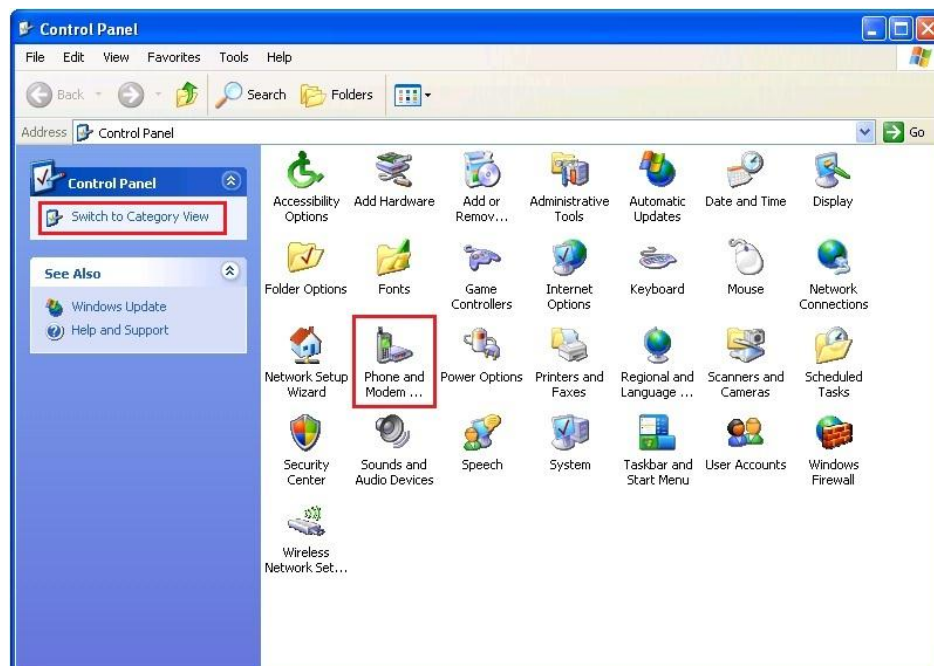 Control Panel
File Edit View Favorites Tools Help
Back Search Folders
Address Control Panel Go
Control Panel
Switch to Category View
See Also
Windows Update
Help and Support
Accessibility Options
Add Hardware
Add or Remov...
Administrative Tools
Automatic Updates
Date and Time
Display
Folder Options
Fonts
Game Controllers
Internet Options
Keyboard
Mouse
Network Connections
Network Setup Wizard
Phone and Modem ...
Power Options
Printers and Faxes
Regional and Language ...
Scanners and Cameras
Scheduled Tasks
Security Center
Sounds and Audio Devices
Speech
System
Taskbar and Start Menu
User Accounts
Windows Firewall
Wireless Network Set...